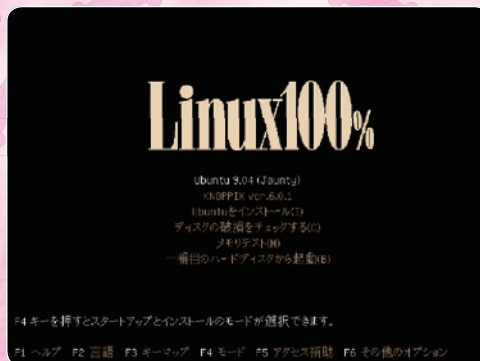 Linux100%
Ubuntu 9.04 (Jaunty)
KNOPPIX ver.6.0.1
Ubuntuをインストール(I)
ディスクの破損をチェックする(C)
メモリテスト(M)
一番目のハードディスクから起動(B)
F4 キーを押すとスタートアップとインストールのモードが選択できます。
F1 ヘルプ F2 言語 F3 キーマップ F4 モード F5 アクセス補助 F6 その他のオプション